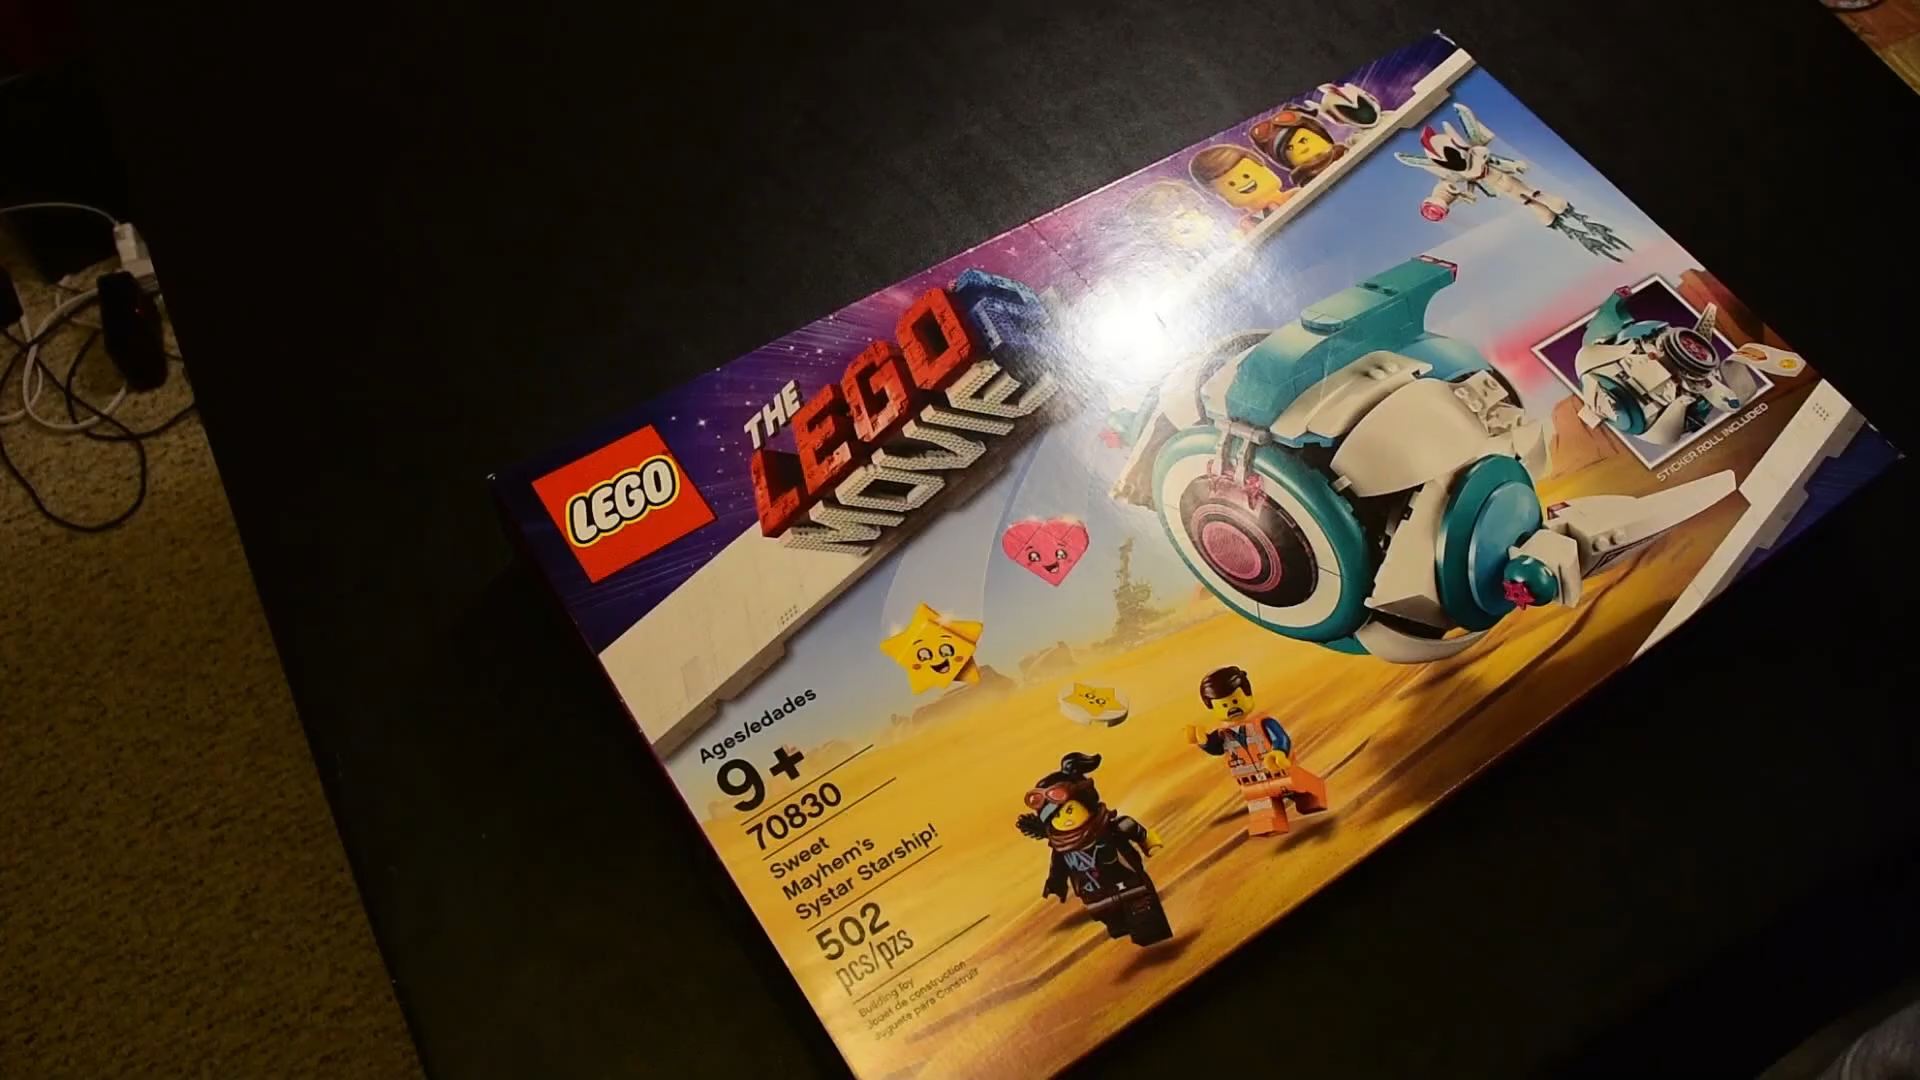 LEGO
THE
LEGO
MOVIE 2
STICKER ROLL INCLUDED
Ages/edades
9+
70830
Sweet
Mayhem's
Systar Starship!
502
pcs/pzs
Building Toy
Jouet de construction
Juguete para Construir